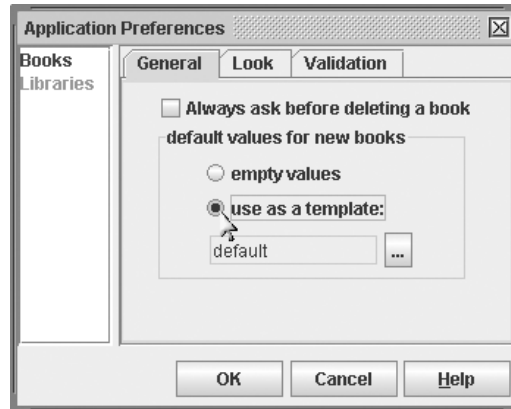 Application Preferences
Books
Libraries
General Look Validation
Always ask before deleting a book
default values for new books
empty values
use as a template:
default ...
OK Cancel Help